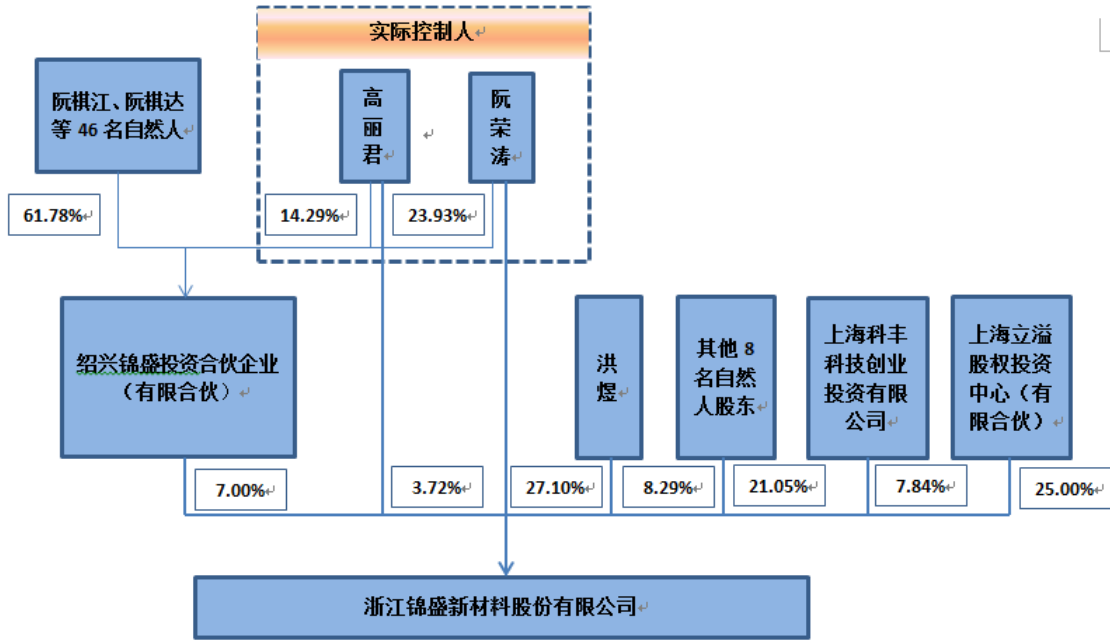 实际控制人
阮棋江、阮棋达
等 46 名自然人
高
丽
君
阮
荣
涛
61.78%
14.29%
23.93%
绍兴锦盛投资合伙企业
（有限合伙）
洪
煜
其他 8
名自然
人股东
上海科丰
科技创业
投资有限
公司
上海立溢
股权投资
中心（有
限合伙）
7.00%
3.72%
27.10%
8.29%
21.05%
7.84%
25.00%
浙江锦盛新材料股份有限公司